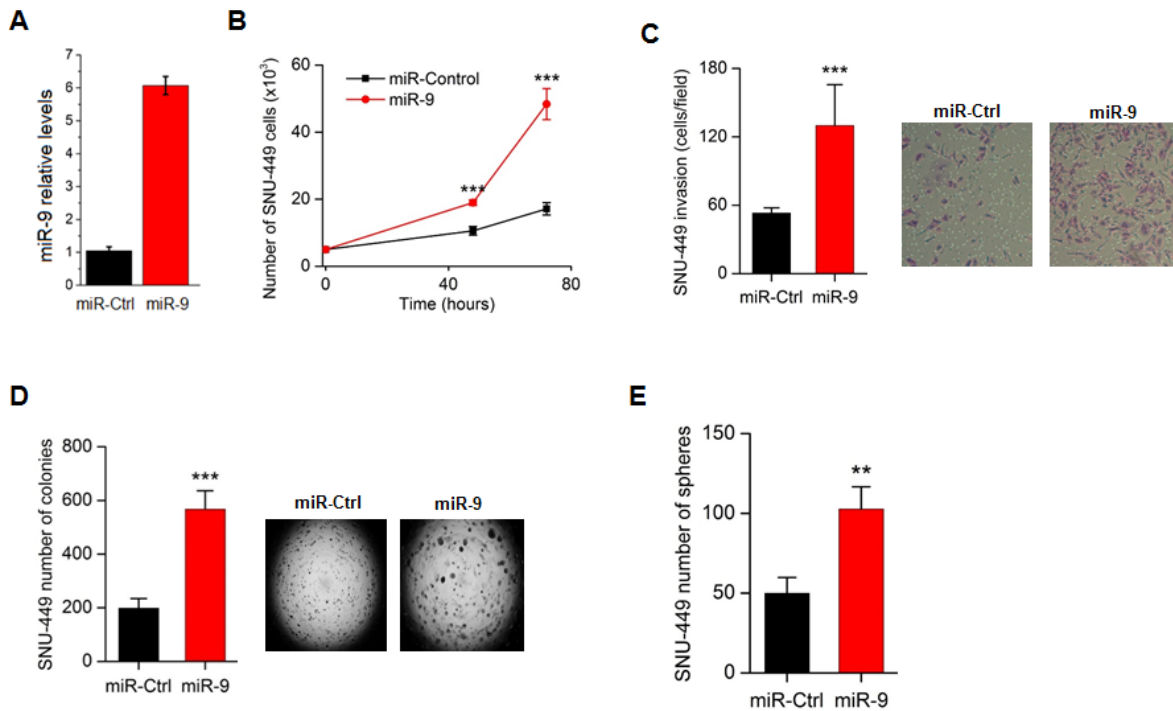 A
miR-9 relative levels
7
6
5
4
3
2
1
0
miR-Ctrl miR-9
B
Number of SNU-449 cells (x10³)
60
40
20
0
miR-Control
miR-9
***
***
0 40 80
Time (hours)
C
SNU-449 invasion (cells/field)
180
120
60
0
***
miR-Ctrl miR-9
miR-Ctrl miR-9
D
SNU-449 number of colonies
800
600
400
200
0
***
miR-Ctrl miR-9
miR-Ctrl miR-9
E
SNU-449 number of spheres
150
100
50
0
**
miR-Ctrl miR-9